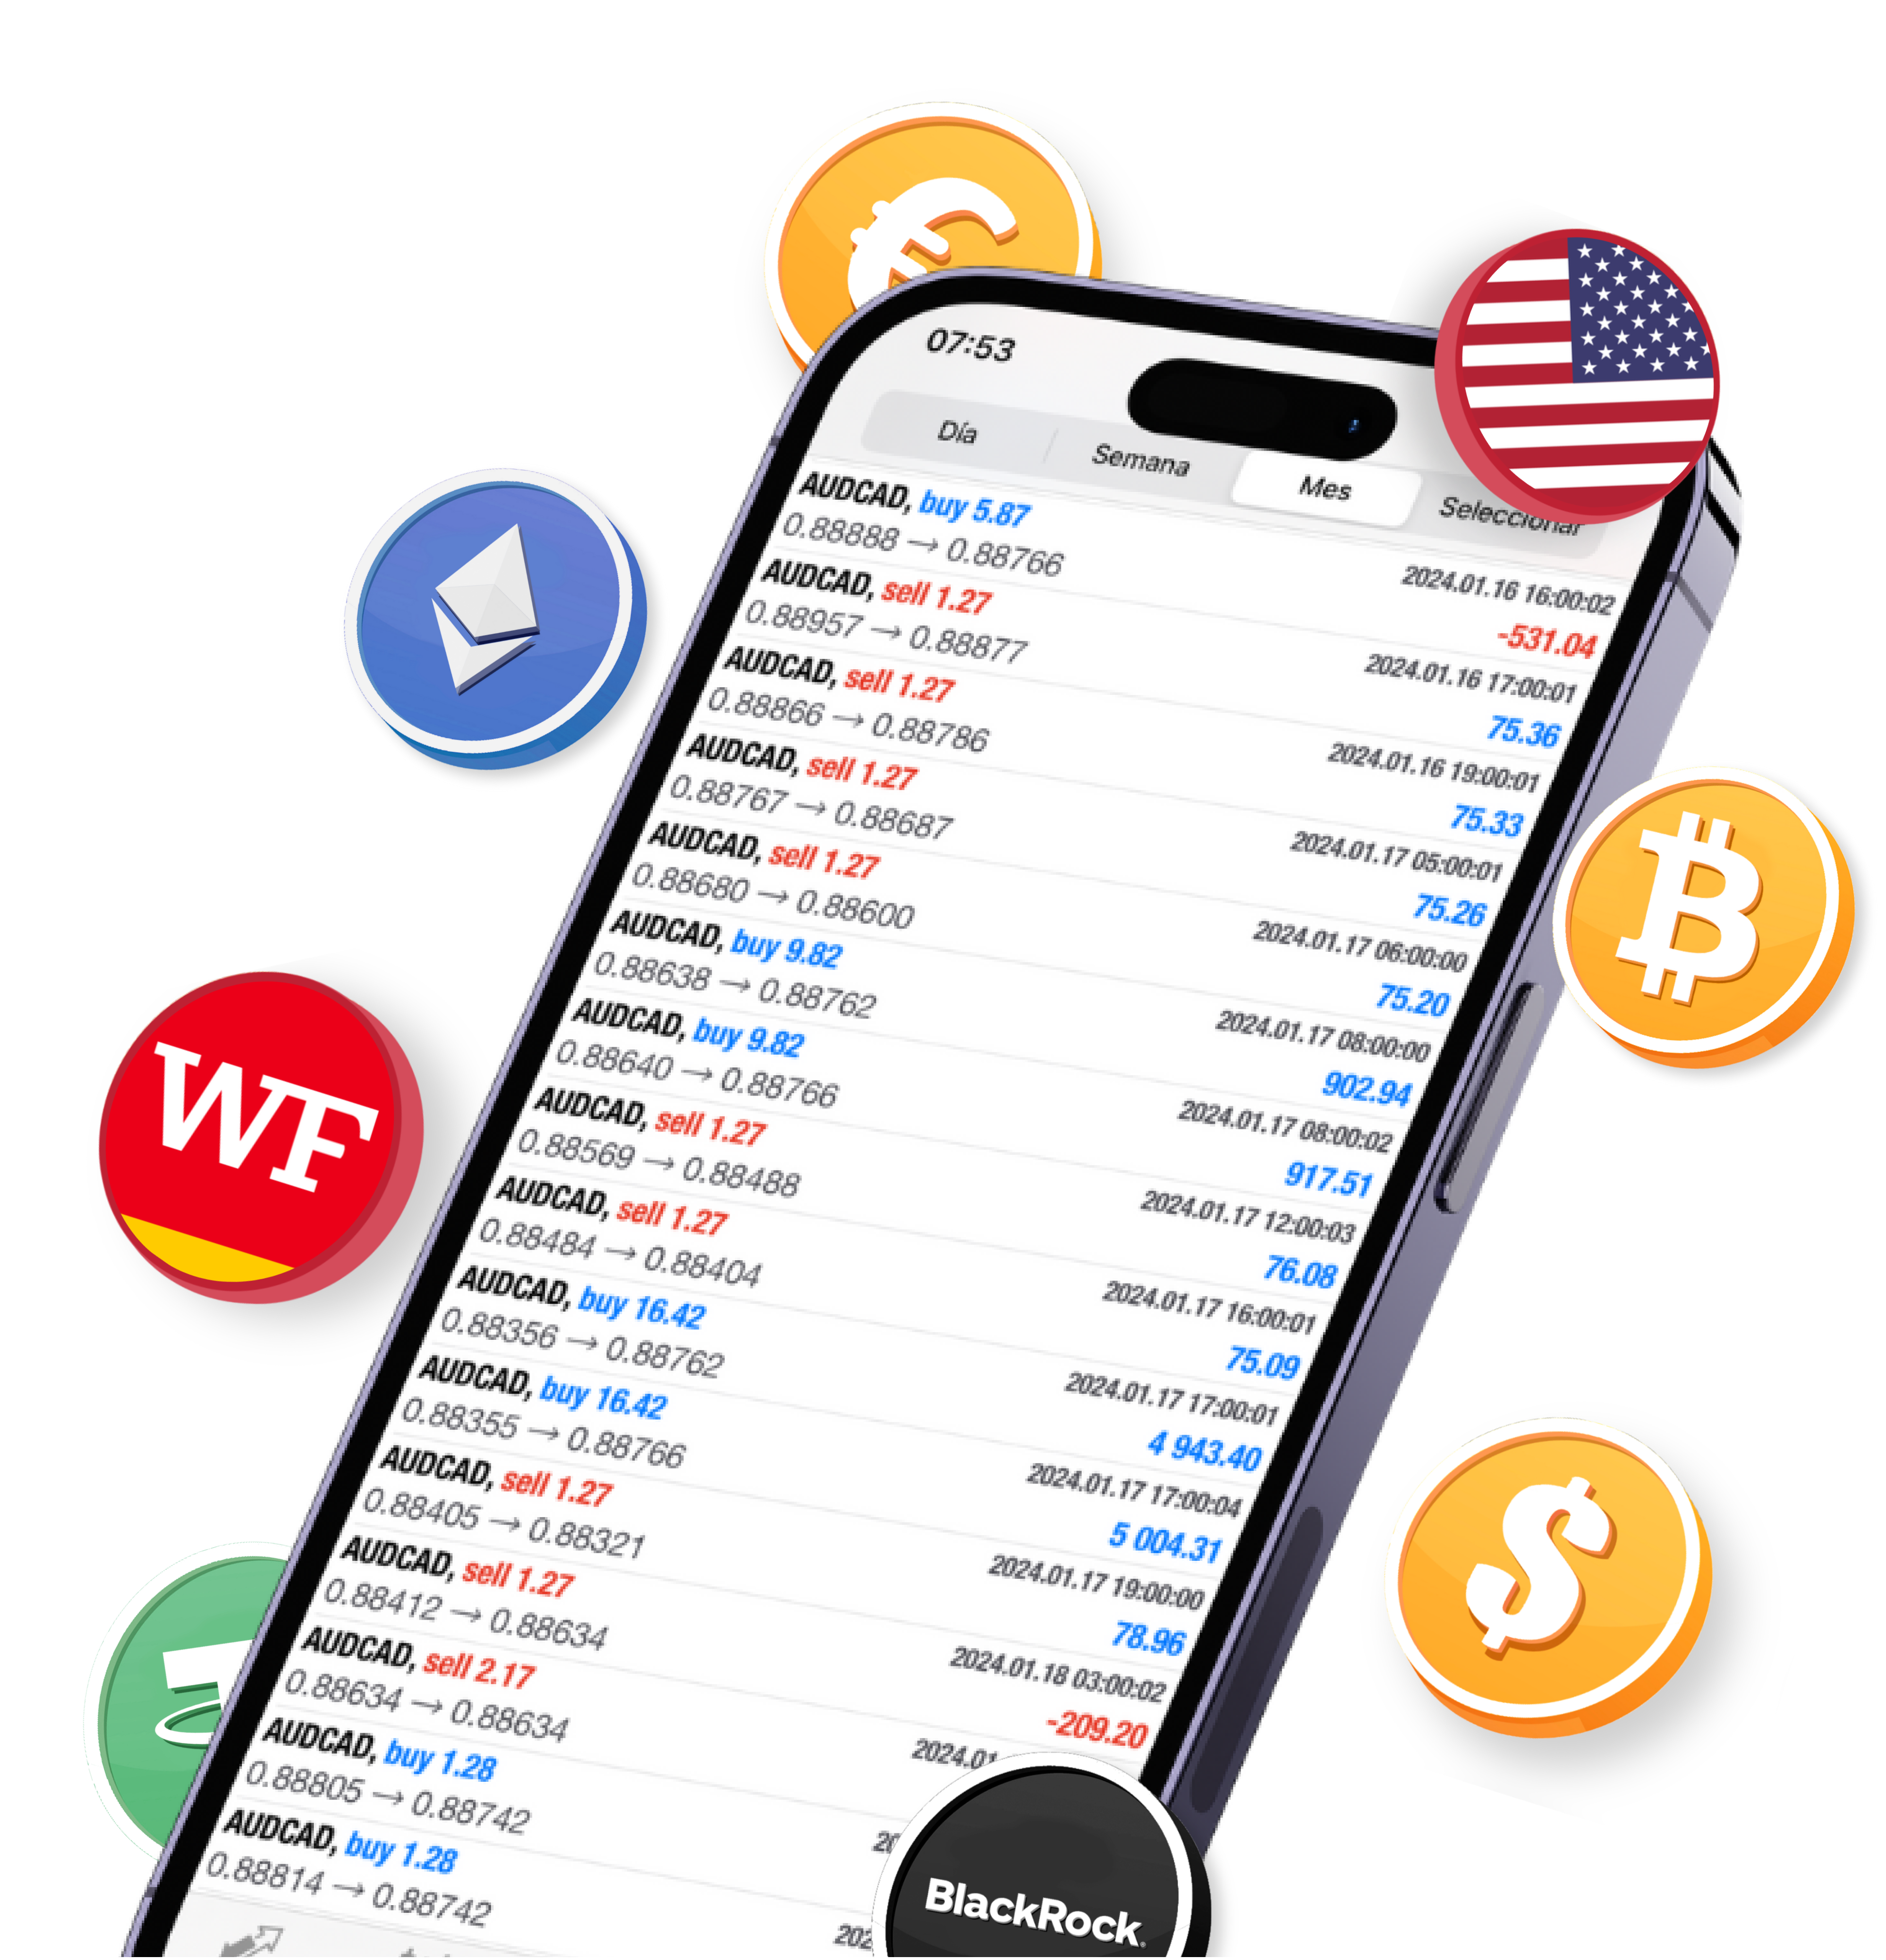 07:53
Día Semana Mes Seleccionar
AUDCAD, buy 5.87 2024.01.16 16:00:02
0.88888 → 0.88766 -531.04
AUDCAD, sell 1.27 2024.01.16 17:00:01
0.88957 → 0.88877 75.36
AUDCAD, sell 1.27 2024.01.16 19:00:01
0.88866 → 0.88786 75.33
AUDCAD, sell 1.27 2024.01.17 05:00:01
0.88767 → 0.88687 75.26
AUDCAD, sell 1.27 2024.01.17 06:00:00
0.88680 → 0.88600 75.20
AUDCAD, buy 9.82 2024.01.17 08:00:00
0.88638 → 0.88762 902.94
AUDCAD, buy 9.82 2024.01.17 08:00:02
0.88640 → 0.88766 917.51
AUDCAD, sell 1.27 2024.01.17 12:00:03
0.88569 → 0.88488 76.08
AUDCAD, sell 1.27 2024.01.17 16:00:01
0.88484 → 0.88404 75.09
AUDCAD, buy 16.42 2024.01.17 17:00:01
0.88356 → 0.88762 4 943.40
AUDCAD, buy 16.42 2024.01.17 17:00:04
0.88355 → 0.88766 5 004.31
AUDCAD, sell 1.27 2024.01.17 19:00:00
0.88405 → 0.88321 78.96
AUDCAD, sell 1.27 2024.01.18 03:00:02
0.88412 → 0.88634 -209.20
AUDCAD, sell 2.17 2024.01
0.88634 → 0.88634
AUDCAD, buy 1.28 20
0.88805 → 0.88742
AUDCAD, buy 1.28 202
0.88814 → 0.88742
WF
BlackRock.